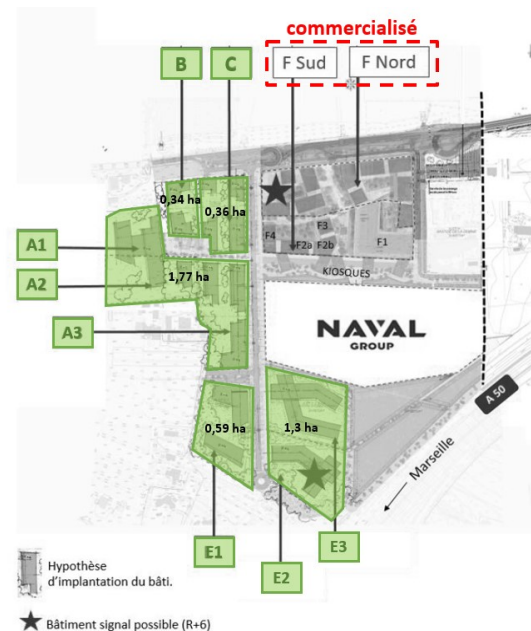 commercialisé
B
C
F Sud
F Nord
0,34 ha
0,36 ha
A1
A2
A3
1,77 ha
F4
F3
F2a
F2b
F1
KIOSQUES
NAVAL
GROUP
A 50
Marseille
0,59 ha
1,3 ha
E1
E2
E3
Hypothèse
d'implantation du bâti.
Bâtiment signal possible (R+6)